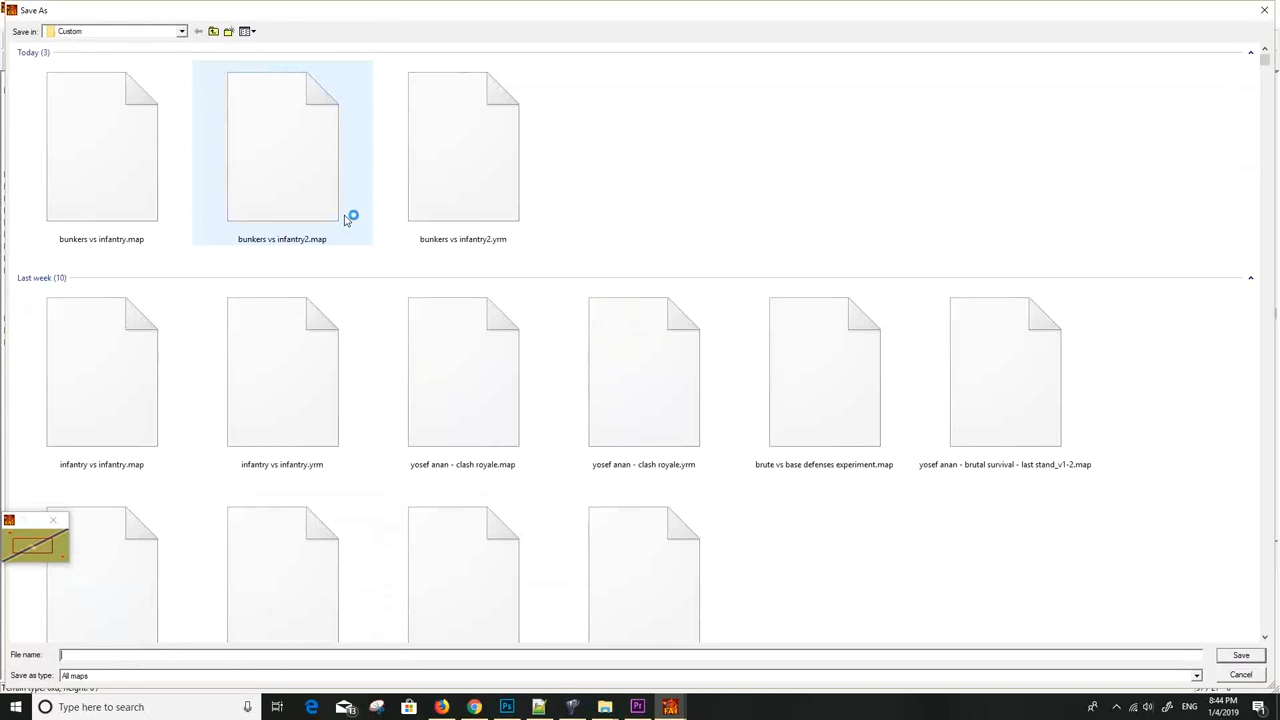 Save As
Save in: Custom
Today (3)
bunkers vs infantry.map
bunkers vs infantry2.map
bunkers vs infantry2.yrm
Last week (10)
infantry vs infantry.map
infantry vs infantry.yrm
yosef anan - clash royale.map
yosef anan - clash royale.yrm
brute vs base defenses experiment.map
yosef anan - brutal survival - last stand_v1-2.map
File name:
Save
Save as type: All maps
Cancel
Type here to search
ENG
8:44 PM
1/4/2019